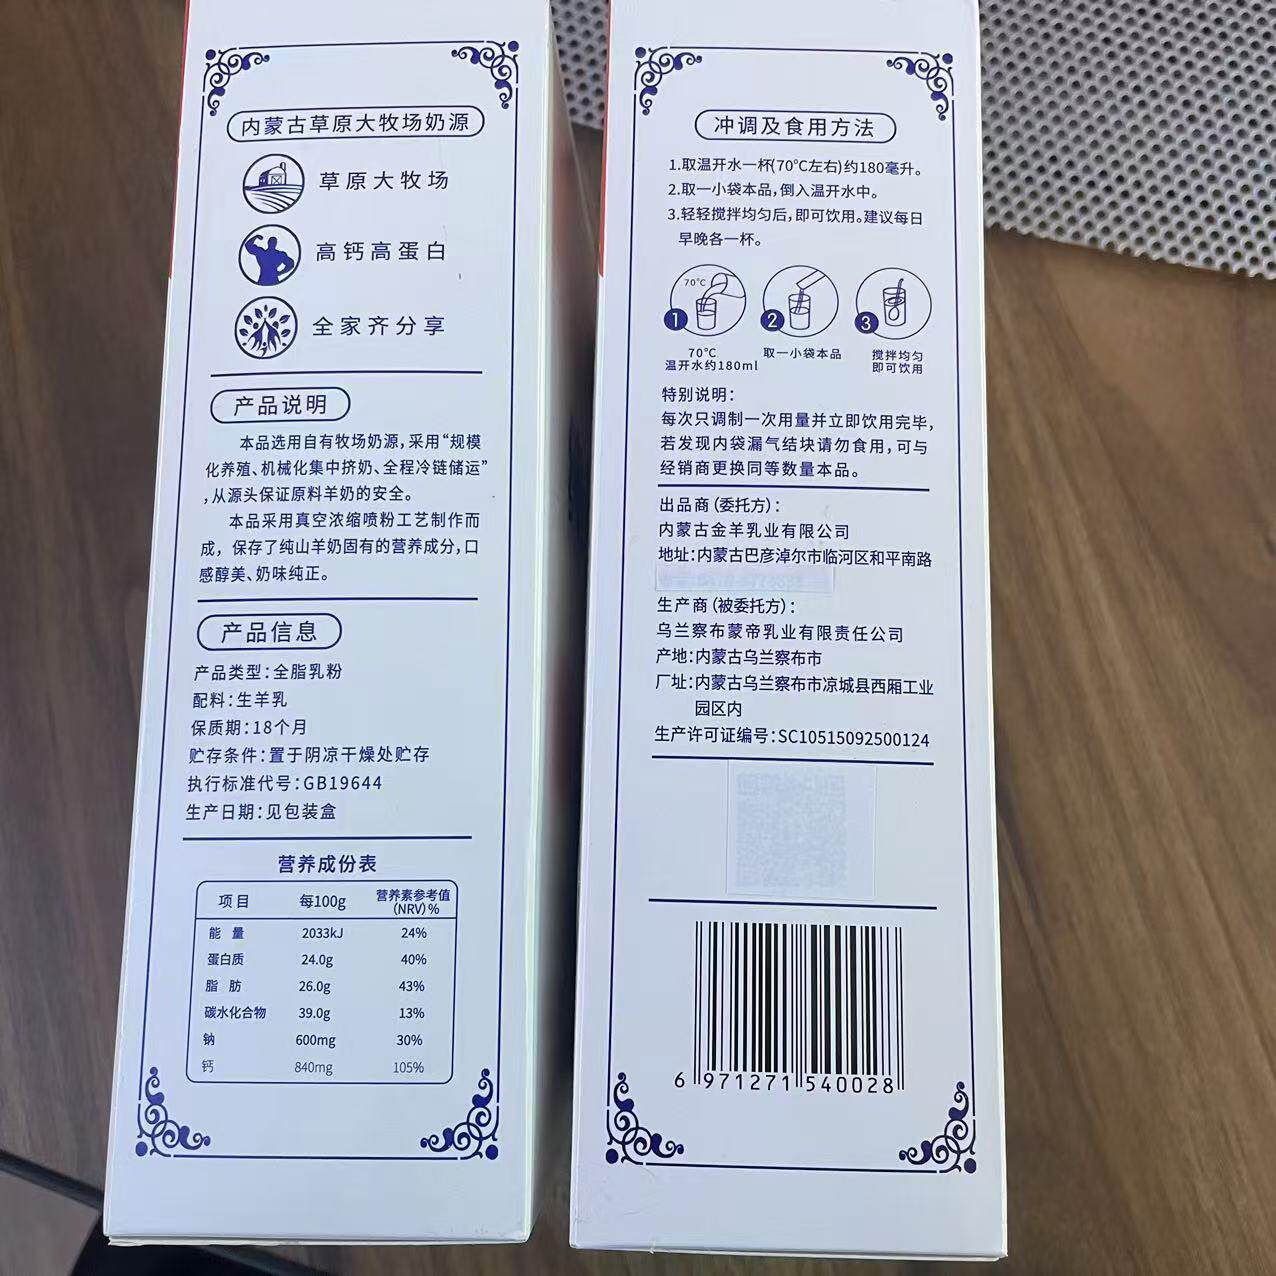 内蒙古草原大牧场奶源
草原大牧场
高钙高蛋白
全家齐分享
产品说明
本品选用自有牧场奶源,采用“规模
化养殖、机械化集中挤奶、全程冷链储运”
,从源头保证原料羊奶的安全。
本品采用真空浓缩喷粉工艺制作而
成，保存了纯山羊奶固有的营养成分,口
感醇美、奶味纯正。
产品信息
产品类型:全脂乳粉
配料:生羊乳
保质期:18个月
贮存条件:置于阴凉干燥处贮存
执行标准代号:GB19644
生产日期:见包装盒
营养成份表
项目 每100g 营养素参考值(NRV)%
能 量 2033kJ 24%
蛋白质 24.0g 40%
脂 肪 26.0g 43%
碳水化合物 39.0g 13%
钠 600mg 30%
钙 840mg 105%
冲调及食用方法
1.取温开水一杯(70℃左右)约180毫升。
2.取一小袋本品,倒入温开水中。
3.轻轻搅拌均匀后,即可饮用。建议每日
早晚各一杯。
70℃
1 2 3
70℃ 取一小袋本品 搅拌均匀
温开水约180ml 即可饮用
特别说明:
每次只调制一次用量并立即饮用完毕,
若发现内袋漏气结块请勿食用,可与
经销商更换同等数量本品。
出品商(委托方):
内蒙古金羊乳业有限公司
地址:内蒙古巴彦淖尔市临河区和平南路
生产商(被委托方):
乌兰察布蒙帝乳业有限责任公司
产地:内蒙古乌兰察布市
厂址:内蒙古乌兰察布市凉城县西厢工业
园区内
生产许可证编号:SC10515092500124
6 971271 540028